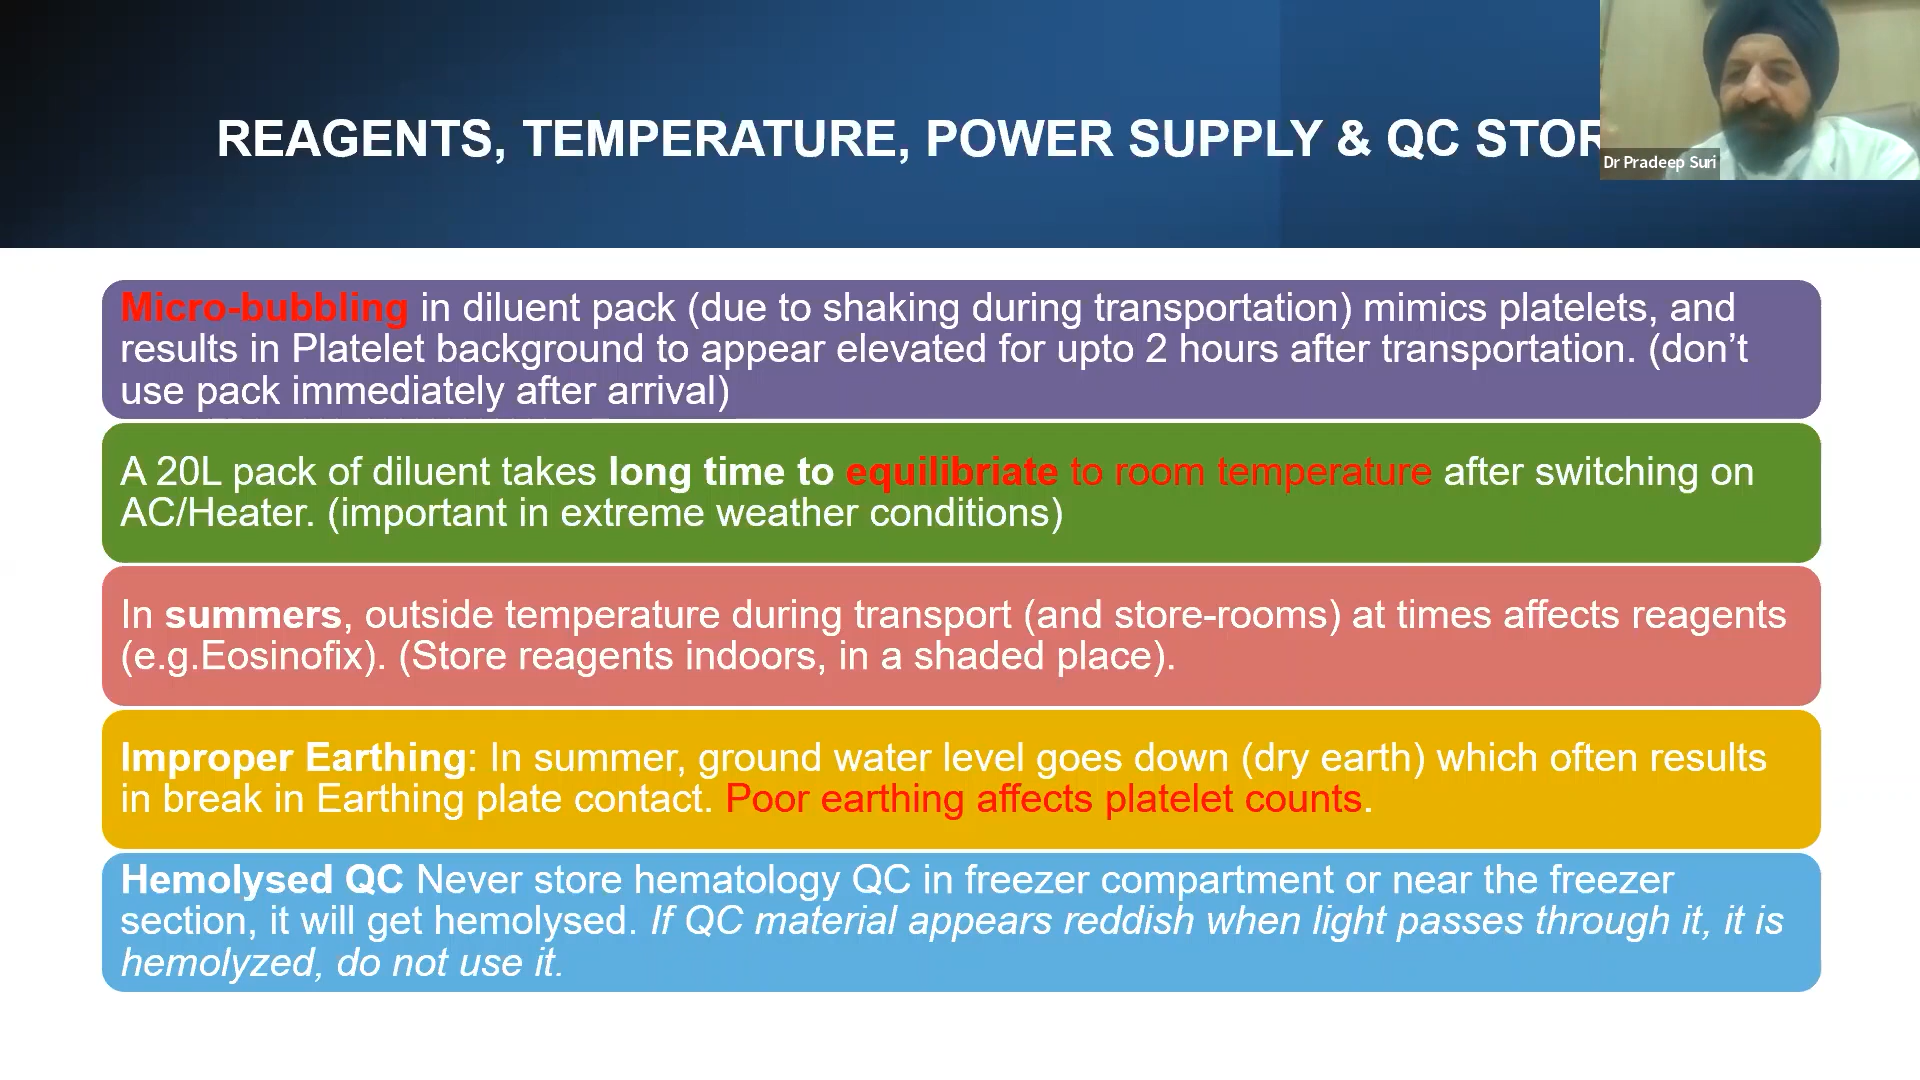 REAGENTS, TEMPERATURE, POWER SUPPLY & QC STOR
Dr Pradeep Suri
Micro-bubbling in diluent pack (due to shaking during transportation) mimics platelets, and
results in Platelet background to appear elevated for upto 2 hours after transportation. (don’t
use pack immediately after arrival)
A 20L pack of diluent takes long time to equilibriate to room temperature after switching on
AC/Heater. (important in extreme weather conditions)
In summers, outside temperature during transport (and store-rooms) at times affects reagents
(e.g.Eosinofix). (Store reagents indoors, in a shaded place).
Improper Earthing: In summer, ground water level goes down (dry earth) which often results
in break in Earthing plate contact. Poor earthing affects platelet counts.
Hemolysed QC Never store hematology QC in freezer compartment or near the freezer
section, it will get hemolysed. If QC material appears reddish when light passes through it, it is
hemolyzed, do not use it.